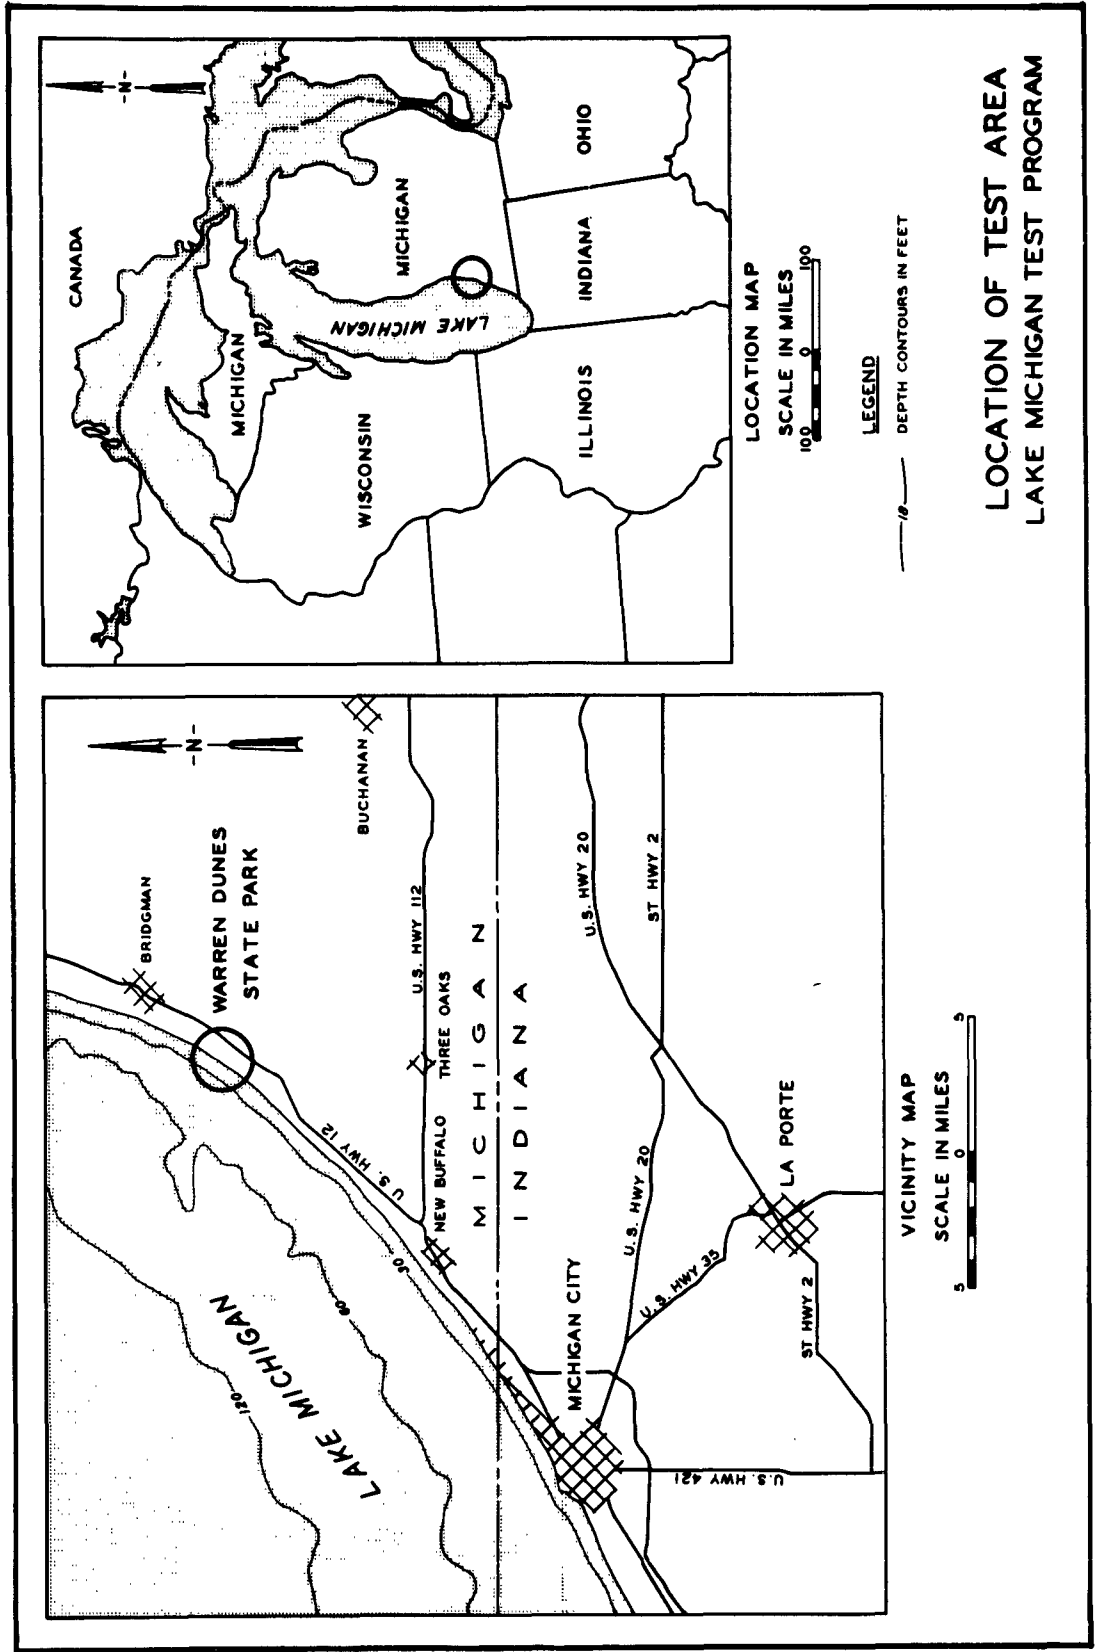 -N-
BRIDGMAN
WARREN DUNES
STATE PARK
BUCHANAN
LAKE MICHIGAN
120
60
30
U.S. HWY 12
U.S. HWY 112
NEW BUFFALO
THREE OAKS
MICHIGAN
INDIANA
MICHIGAN CITY
U.S. HWY 20
U.S. HWY 20
ST HWY 2
U.S. HWY 35
LA PORTE
ST HWY 2
U.S. HWY 421
VICINITY MAP
SCALE IN MILES
5 0 5
-N-
CANADA
MICHIGAN
WISCONSIN
LAKE MICHIGAN
MICHIGAN
ILLINOIS
INDIANA
OHIO
LOCATION MAP
SCALE IN MILES
100 0 100
LEGEND
18 DEPTH CONTOURS IN FEET
LOCATION OF TEST AREA
LAKE MICHIGAN TEST PROGRAM